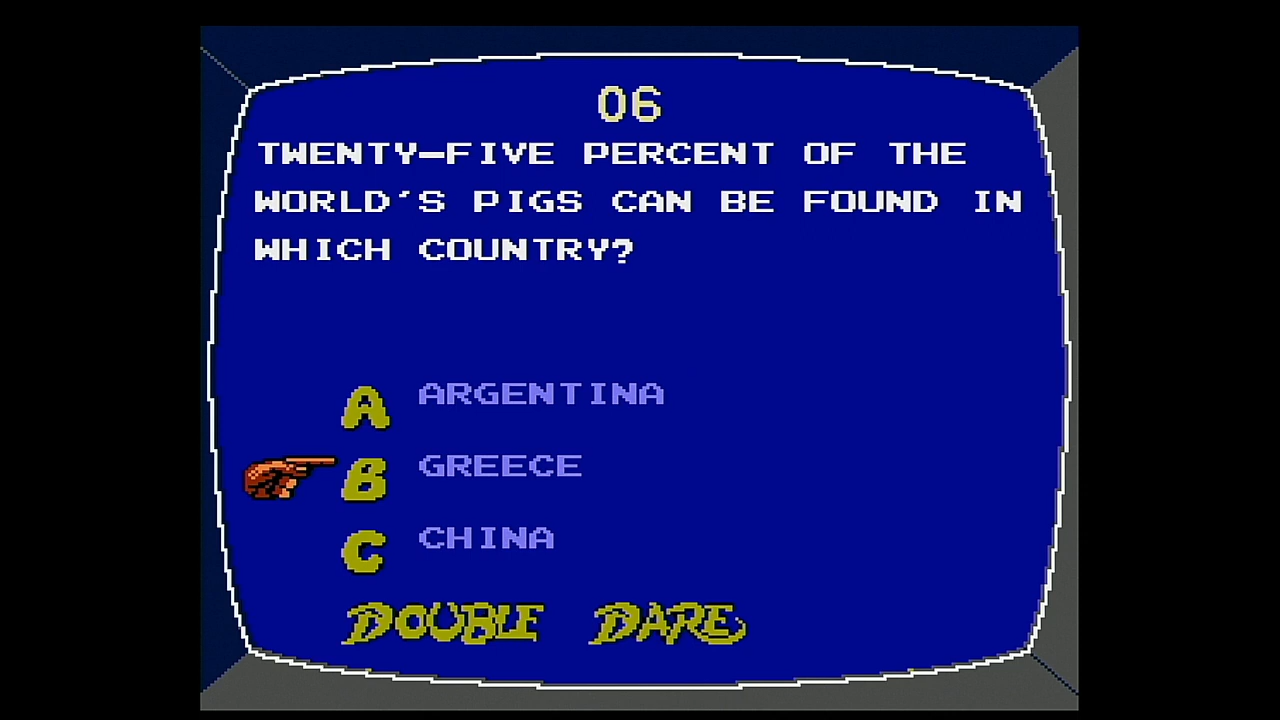 06
TWENTY-FIVE PERCENT OF THE
WORLD'S PIGS CAN BE FOUND IN
WHICH COUNTRY?
A ARGENTINA
B GREECE
C CHINA
DOUBLE DARE